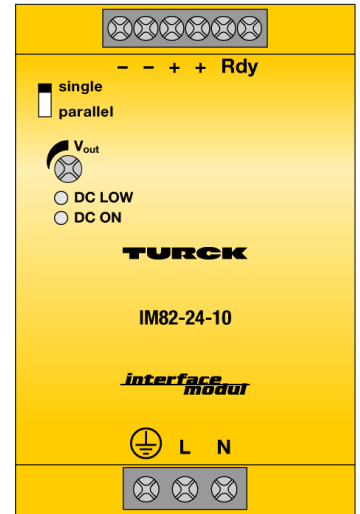 – – + + Rdy
single
parallel
Vout
DC LOW
DC ON
TURCK
IM82-24-10
interface
modul
L N